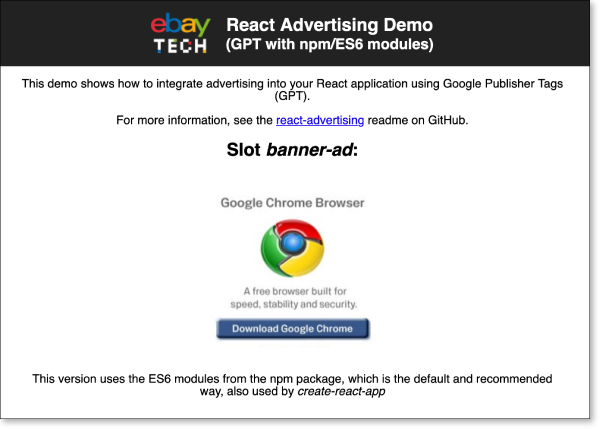 ebay
TECH
React Advertising Demo
(GPT with npm/ES6 modules)
This demo shows how to integrate advertising into your React application using Google Publisher Tags
(GPT).
For more information, see the react-advertising readme on GitHub.
Slot banner-ad:
Google Chrome Browser
A free browser built for
speed, stability and security.
Download Google Chrome
This version uses the ES6 modules from the npm package, which is the default and recommended
way, also used by create-react-app